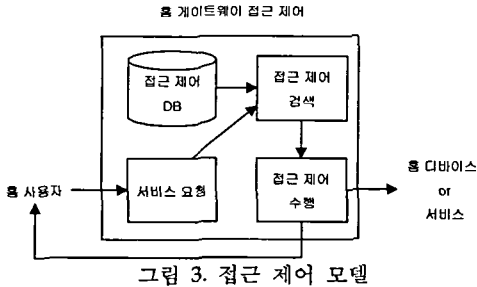 홈 게이트웨이 접근 제어
접근 제어
DB
접근 제어
검색
홈 사용자
서비스 요청
접근 제어
수행
홈 디바이스
or
서비스
그림 3. 접근 제어 모델